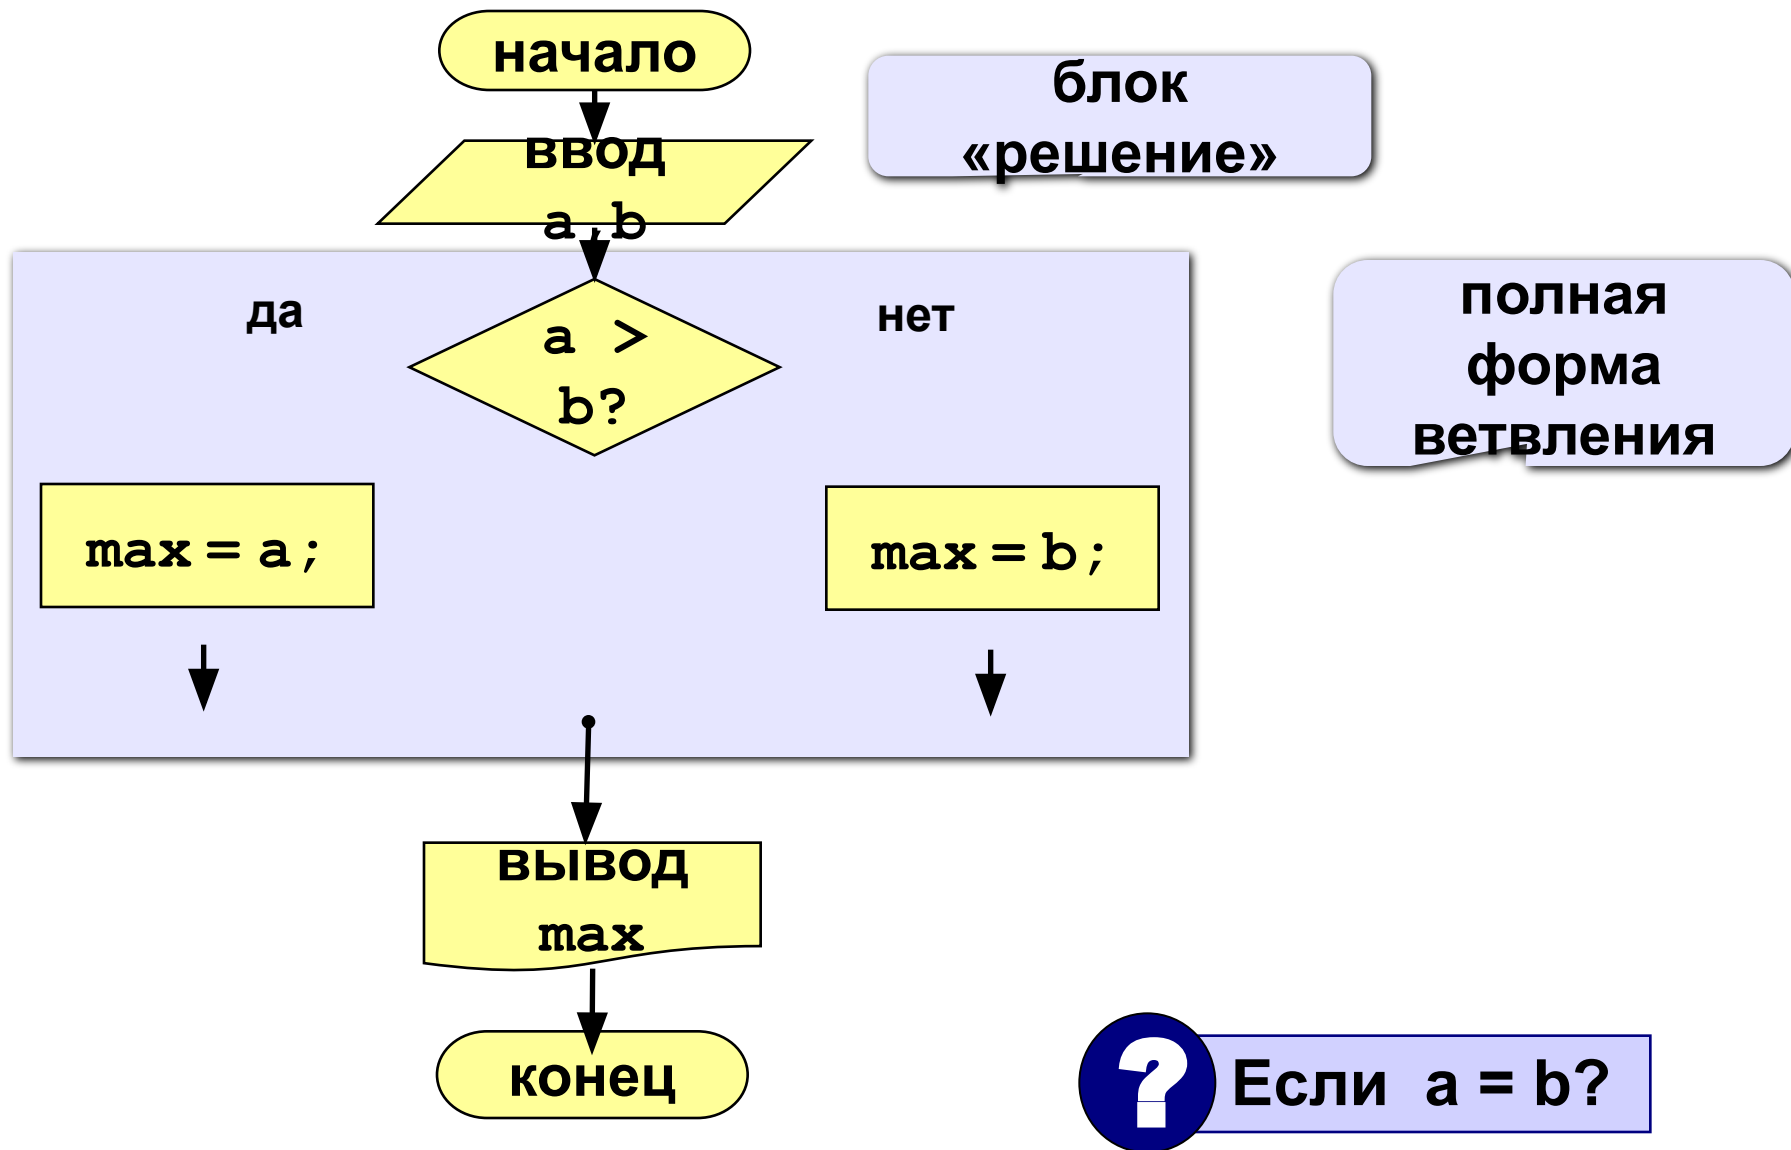 начало
блок
«решение»
ввод
a,b
да
нет
a >
b?
полная
форма
ветвления
max = a;
max = b;
вывод
max
конец
? Если a = b?